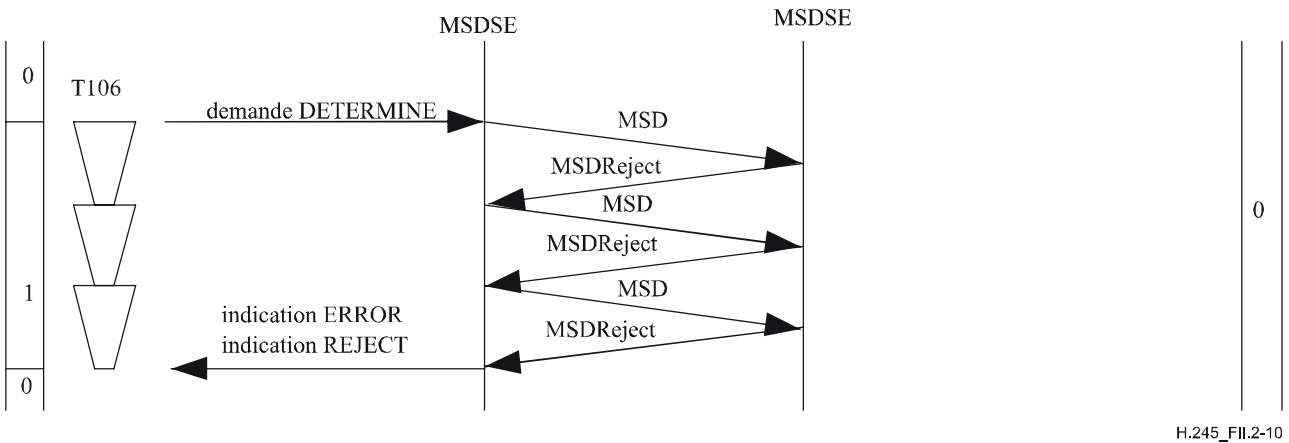 MSDSE
MSDSE
0
T106
demande DETERMINE
MSD
MSDReject
MSD
0
MSDReject
1
MSD
indication ERROR
MSDReject
indication REJECT
0
H.245_FII.2-10